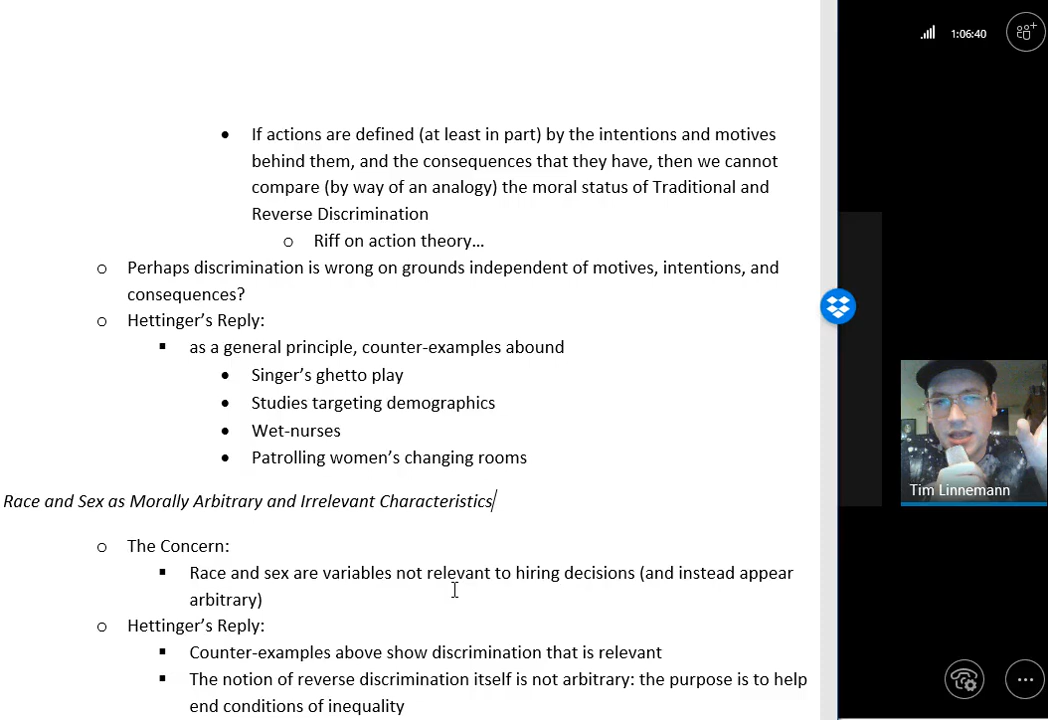 1:06:40
If actions are defined (at least in part) by the intentions and motives
behind them, and the consequences that they have, then we cannot
compare (by way of an analogy) the moral status of Traditional and
Reverse Discrimination
Riff on action theory…
Perhaps discrimination is wrong on grounds independent of motives, intentions, and
consequences?
Hettinger's Reply:
as a general principle, counter-examples abound
Singer's ghetto play
Studies targeting demographics
Wet-nurses
Patrolling women's changing rooms
Race and Sex as Morally Arbitrary and Irrelevant Characteristics
The Concern:
Race and sex are variables not relevant to hiring decisions (and instead appear
arbitrary)
Hettinger's Reply:
Counter-examples above show discrimination that is relevant
The notion of reverse discrimination itself is not arbitrary: the purpose is to help
end conditions of inequality
Tim Linnemann